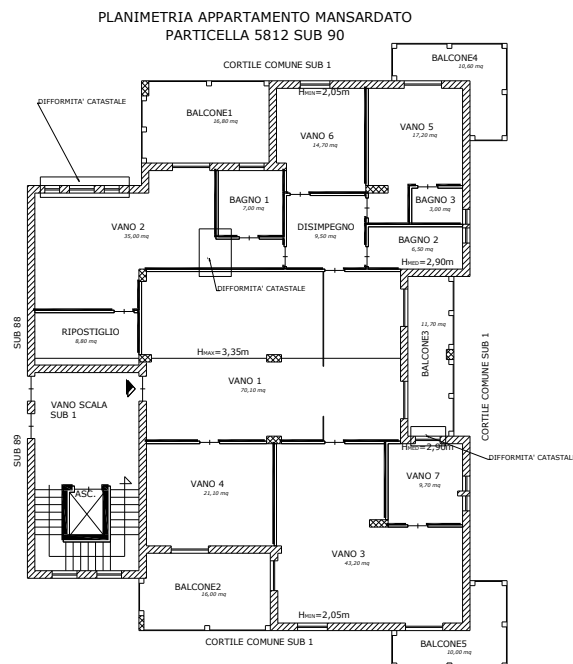 PLANIMETRIA APPARTAMENTO MANSARDATO
PARTICELLA 5812 SUB 90
CORTILE COMUNE SUB 1
BALCONE4
10,60 mq
HMIN=2,05m
DIFFORMITA' CATASTALE
BALCONE1
16,80 mq
VANO 6
14,70 mq
VANO 5
17,20 mq
BAGNO 1
7,00 mq
BAGNO 3
3,00 mq
VANO 2
35,00 mq
DISIMPEGNO
9,50 mq
BAGNO 2
6,50 mq
HMED=2,90m
DIFFORMITA' CATASTALE
SUB 88
RIPOSTIGLIO
8,80 mq
HMAX=3,35m
11,70 mq
BALCONE3
CORTILE COMUNE SUB 1
VANO 1
70,10 mq
VANO SCALA
SUB 1
SUB 89
HMED=2,90m
DIFFORMITA' CATASTALE
VANO 4
21,10 mq
VANO 7
9,70 mq
ASC.
VANO 3
43,20 mq
BALCONE2
16,00 mq
HMIN=2,05m
CORTILE COMUNE SUB 1
BALCONE5
10,00 mq